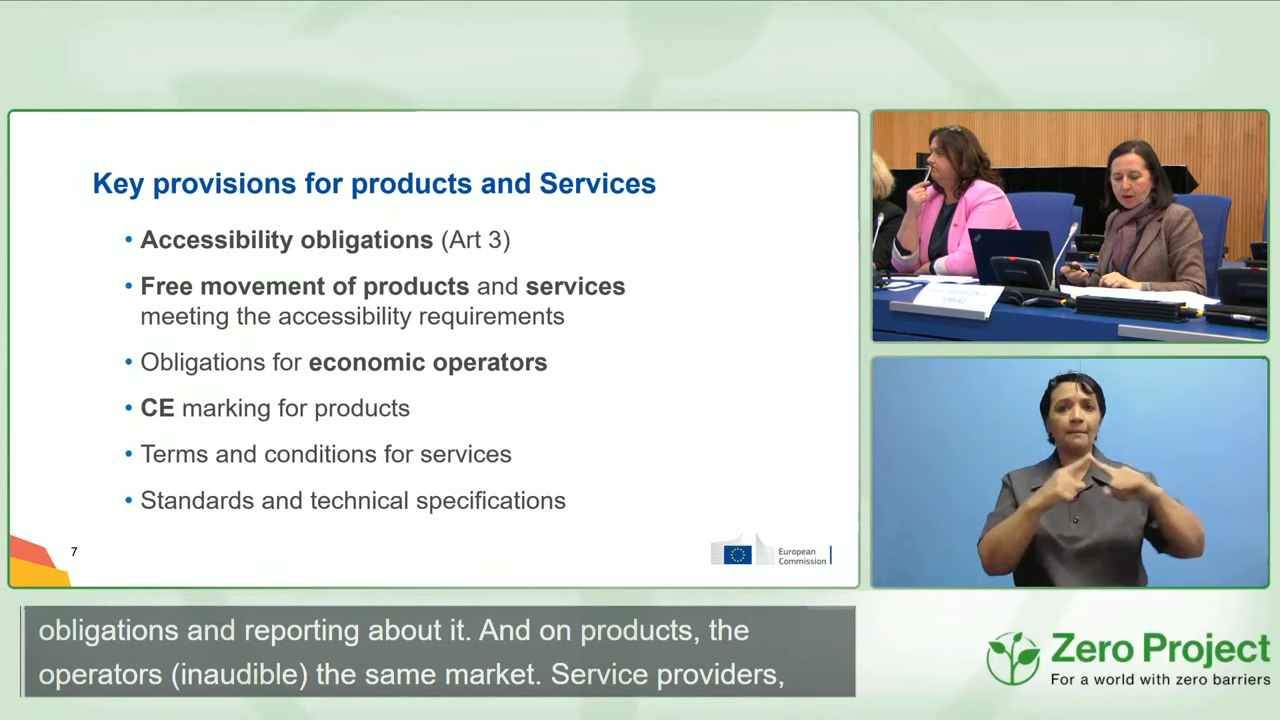 Key provisions for products and Services
• Accessibility obligations (Art 3)
• Free movement of products and services
meeting the accessibility requirements
• Obligations for economic operators
• CE marking for products
• Terms and conditions for services
• Standards and technical specifications
7
European
Commission
obligations and reporting about it. And on products, the
operators (inaudible) the same market. Service providers,
Zero Project
For a world with zero barriers